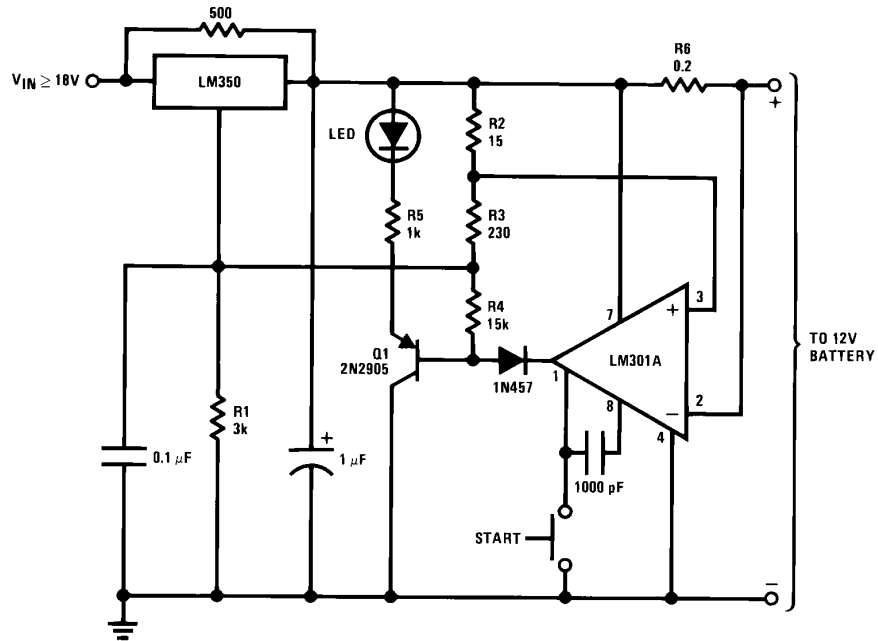 500
V_IN ≥ 18V
LM350
R6
0.2
+
LED
R2
15
R5
1k
R3
230
R4
15k
3
+
7
LM301A
TO 12V
BATTERY
Q1
2N2905
1N457
1
8
2
−
4
R1
3k
0.1 μF
+
1 μF
1000 pF
START
−